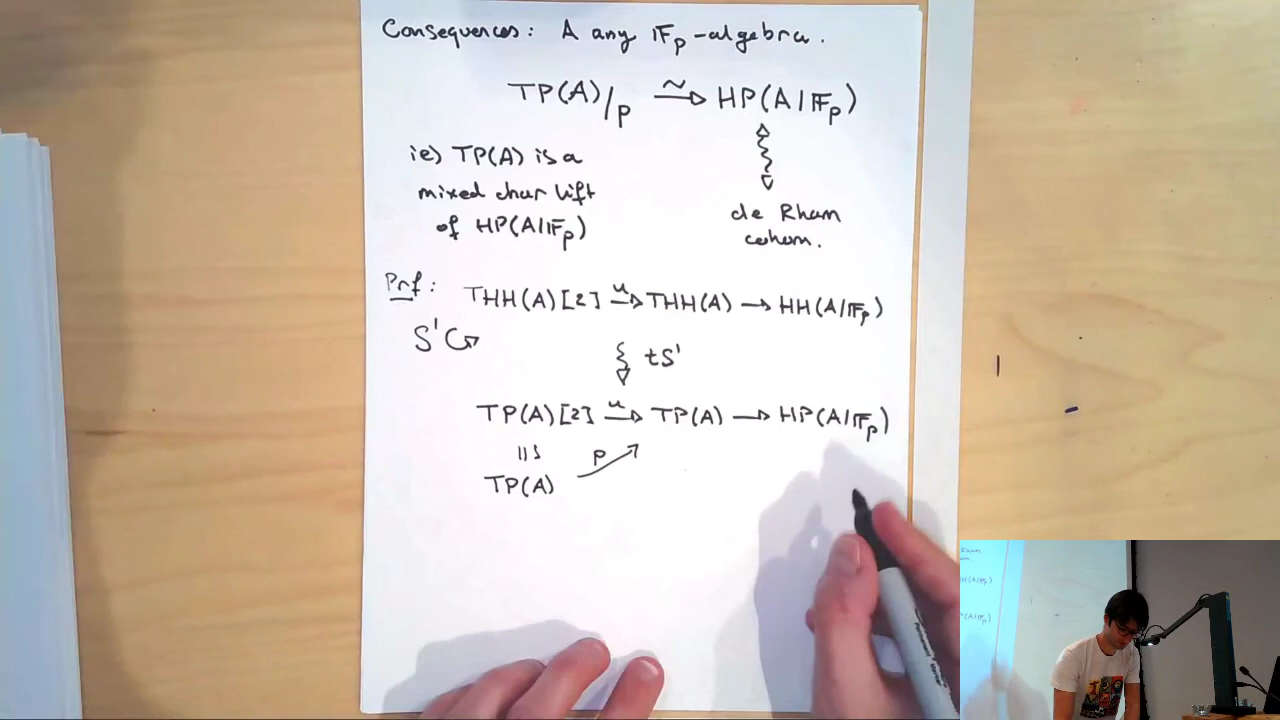 Consequences: A any 𝔽p-algebra.
TP(A)/p ⥲ HP(A|𝔽p)
ie) TP(A) is a
mixed char lift
of HP(A|𝔽p)
de Rham
cohom.
Prf: THH(A)[2] →u THH(A) → HH(A|𝔽p)
S¹
tS¹
TP(A)[2] →u TP(A) → HP(A|𝔽p)
p
TP(A)